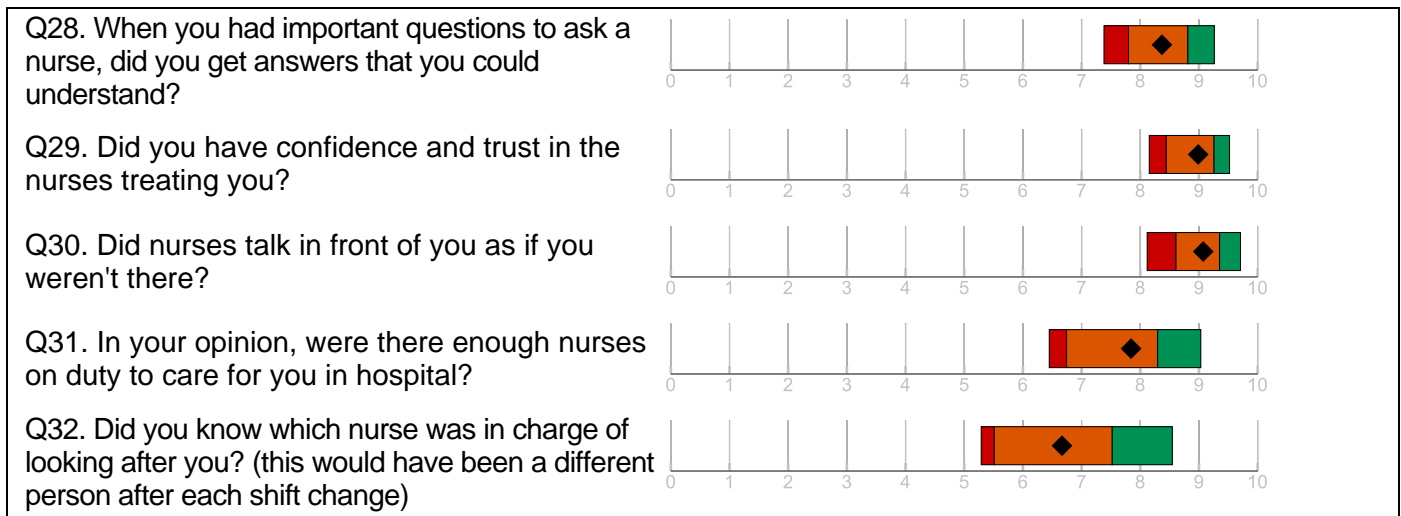 Q28. When you had important questions to ask a
nurse, did you get answers that you could
understand?
0 1 2 3 4 5 6 7 8 9 10
Q29. Did you have confidence and trust in the
nurses treating you?
0 1 2 3 4 5 6 7 8 9 10
Q30. Did nurses talk in front of you as if you
weren't there?
0 1 2 3 4 5 6 7 8 9 10
Q31. In your opinion, were there enough nurses
on duty to care for you in hospital?
0 1 2 3 4 5 6 7 8 9 10
Q32. Did you know which nurse was in charge of
looking after you? (this would have been a different
person after each shift change)
0 1 2 3 4 5 6 7 8 9 10